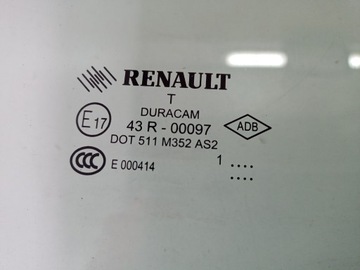 RENAULT
T
DURACAM
E17 43 R - 00097 ADB
DOT 511 M352 AS2
CCC E 000414 1 ....
....